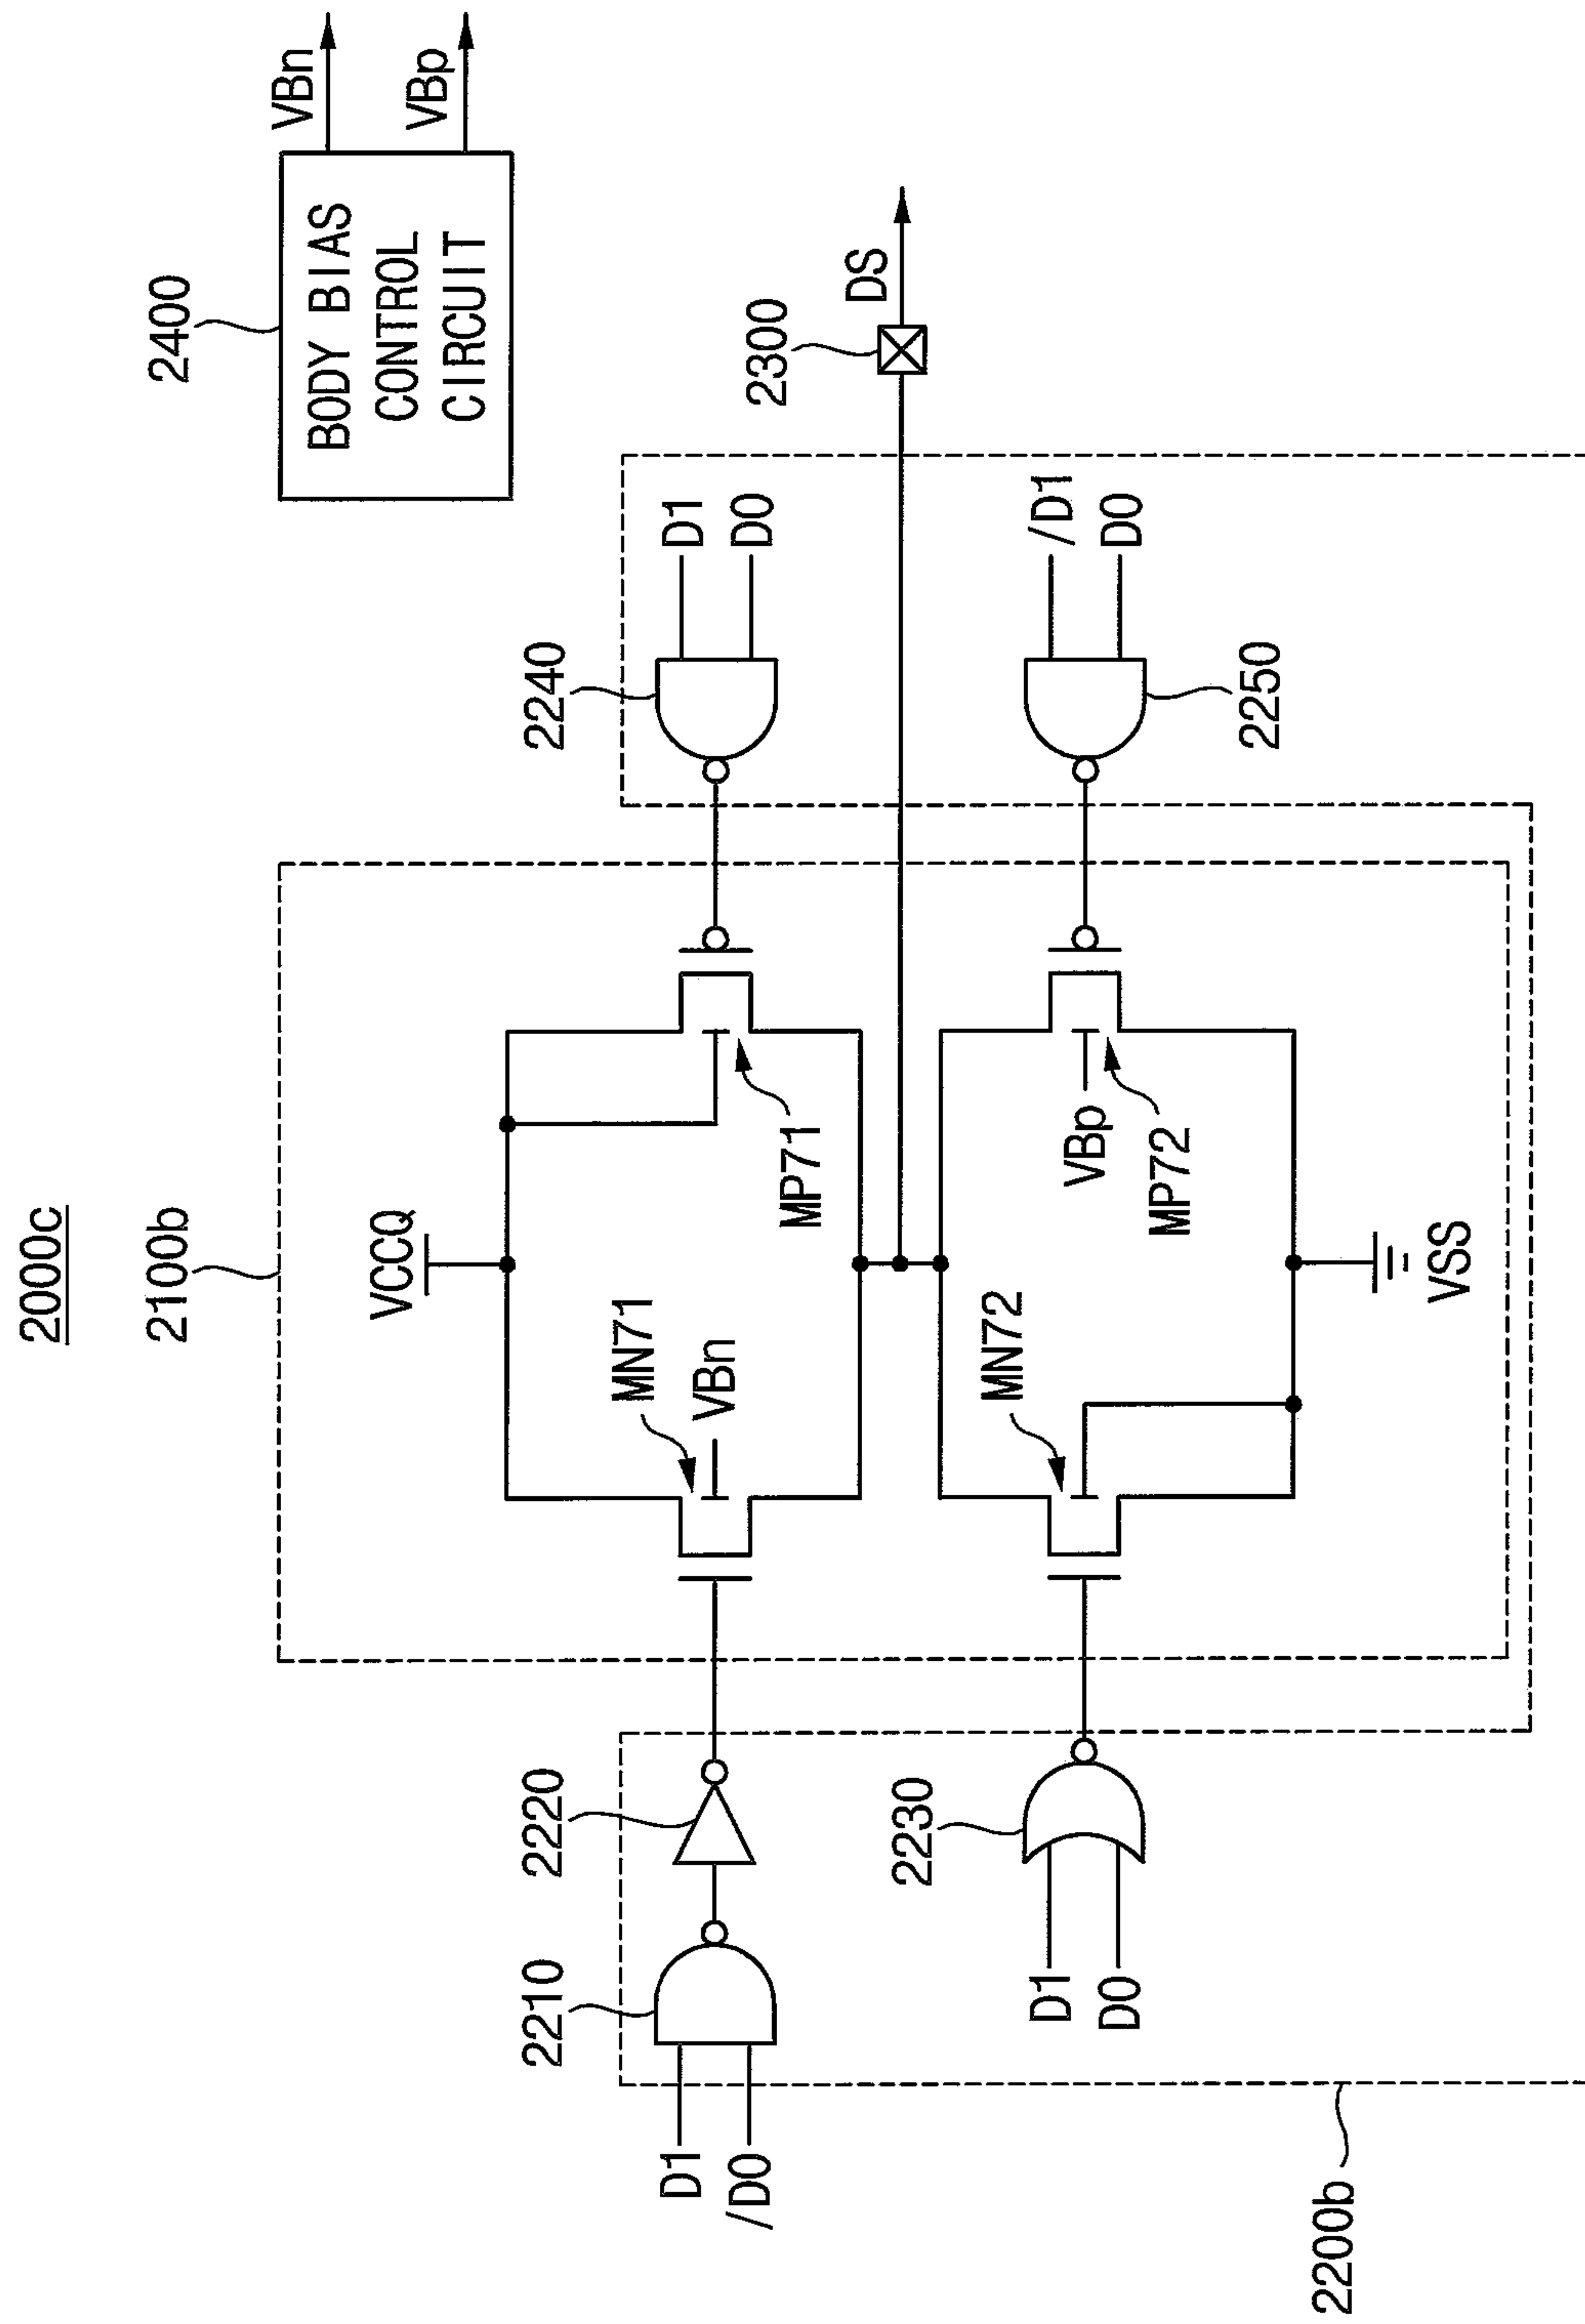 2000c
2100b
2400
BODY BIAS
CONTROL
CIRCUIT
VBn
VBp
VCCQ
2210
2220
D1
/D0
MN71
VBn
MP71
2240
D1
D0
2300
DS
2230
D1
D0
MN72
VBp
MP72
2250
/D1
D0
VSS
2200b